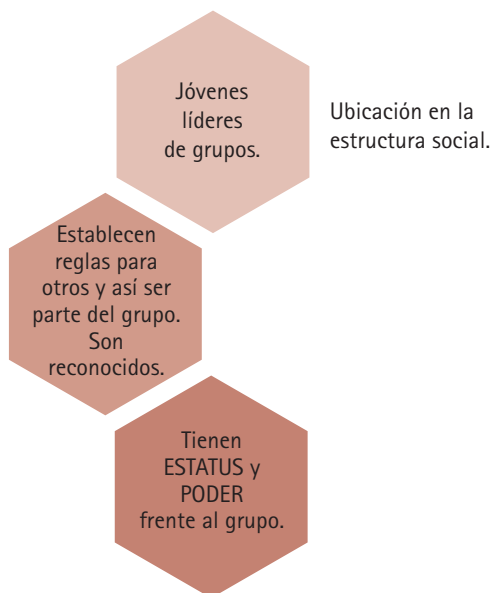 Jóvenes
líderes
de grupos.
Ubicación en la
estructura social.
Establecen
reglas para
otros y así ser
parte del grupo.
Son
reconocidos.
Tienen
ESTATUS y
PODER
frente al grupo.